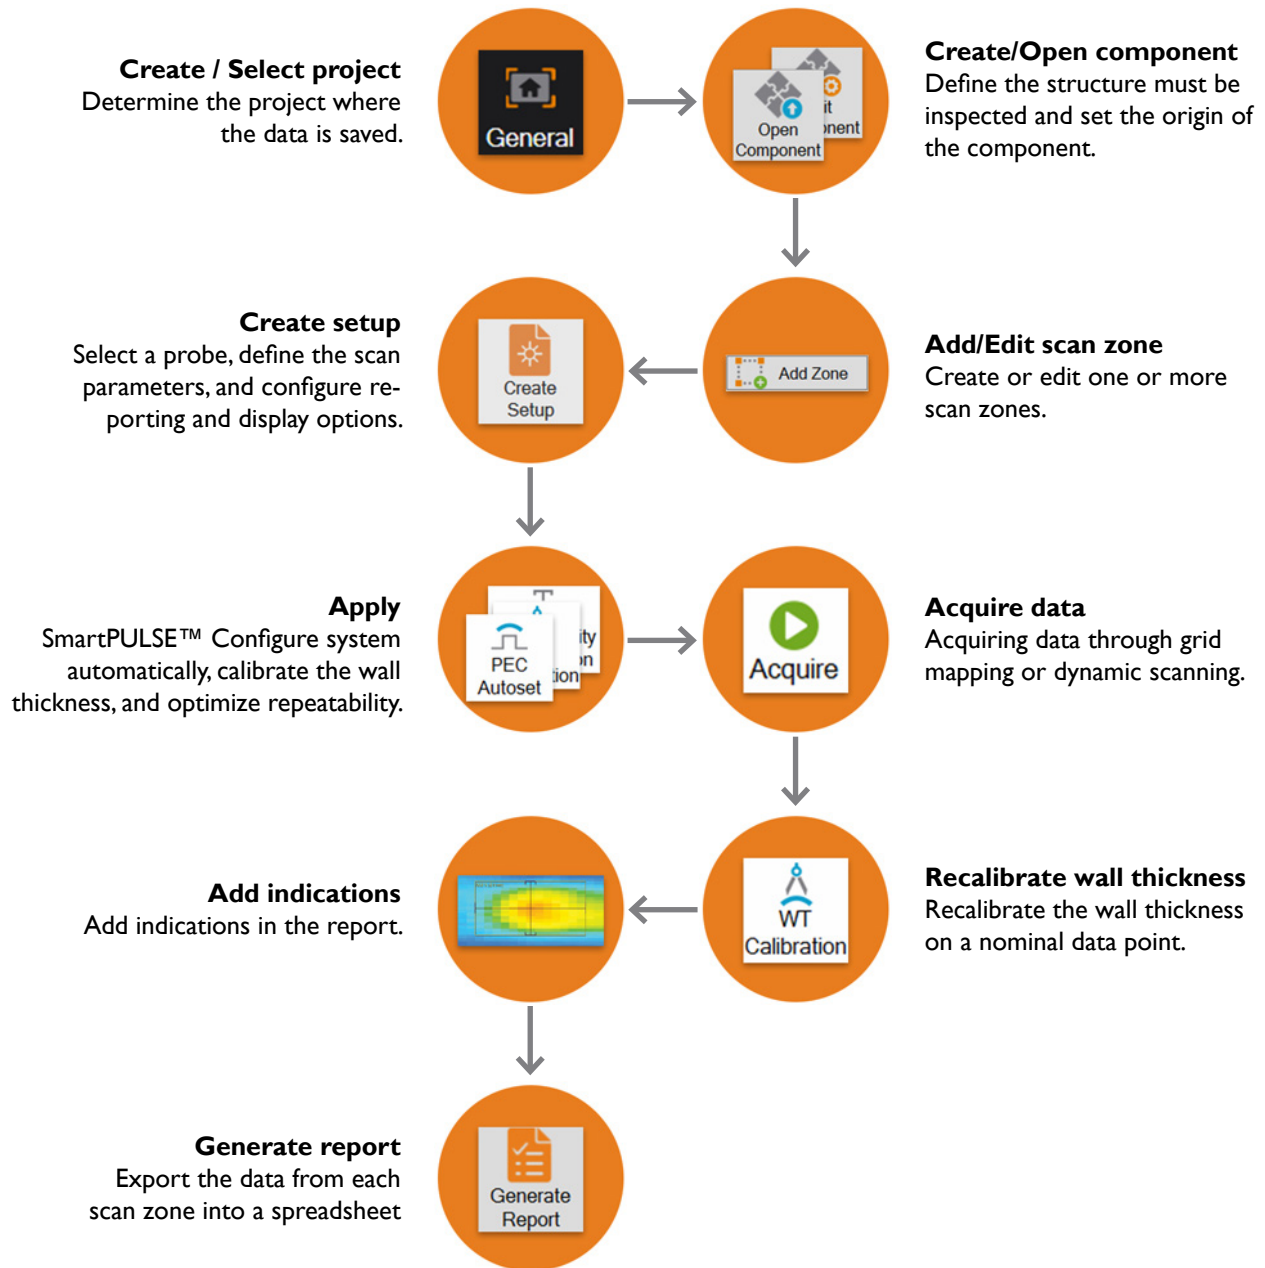 Create / Select project
Determine the project where
the data is saved.
General
Open
Component
it
nent
Create/Open component
Define the structure must be
inspected and set the origin of
the component.
Create setup
Select a probe, define the scan
parameters, and configure re-
porting and display options.
Create
Setup
Add Zone
Add/Edit scan zone
Create or edit one or more
scan zones.
Apply
SmartPULSE™ Configure system
automatically, calibrate the wall
thickness, and optimize repeatability.
PEC
Autoset
ity
on
tion
Acquire
Acquire data
Acquiring data through grid
mapping or dynamic scanning.
Add indications
Add indications in the report.
WT
Calibration
Recalibrate wall thickness
Recalibrate the wall thickness
on a nominal data point.
Generate report
Export the data from each
scan zone into a spreadsheet
Generate
Report